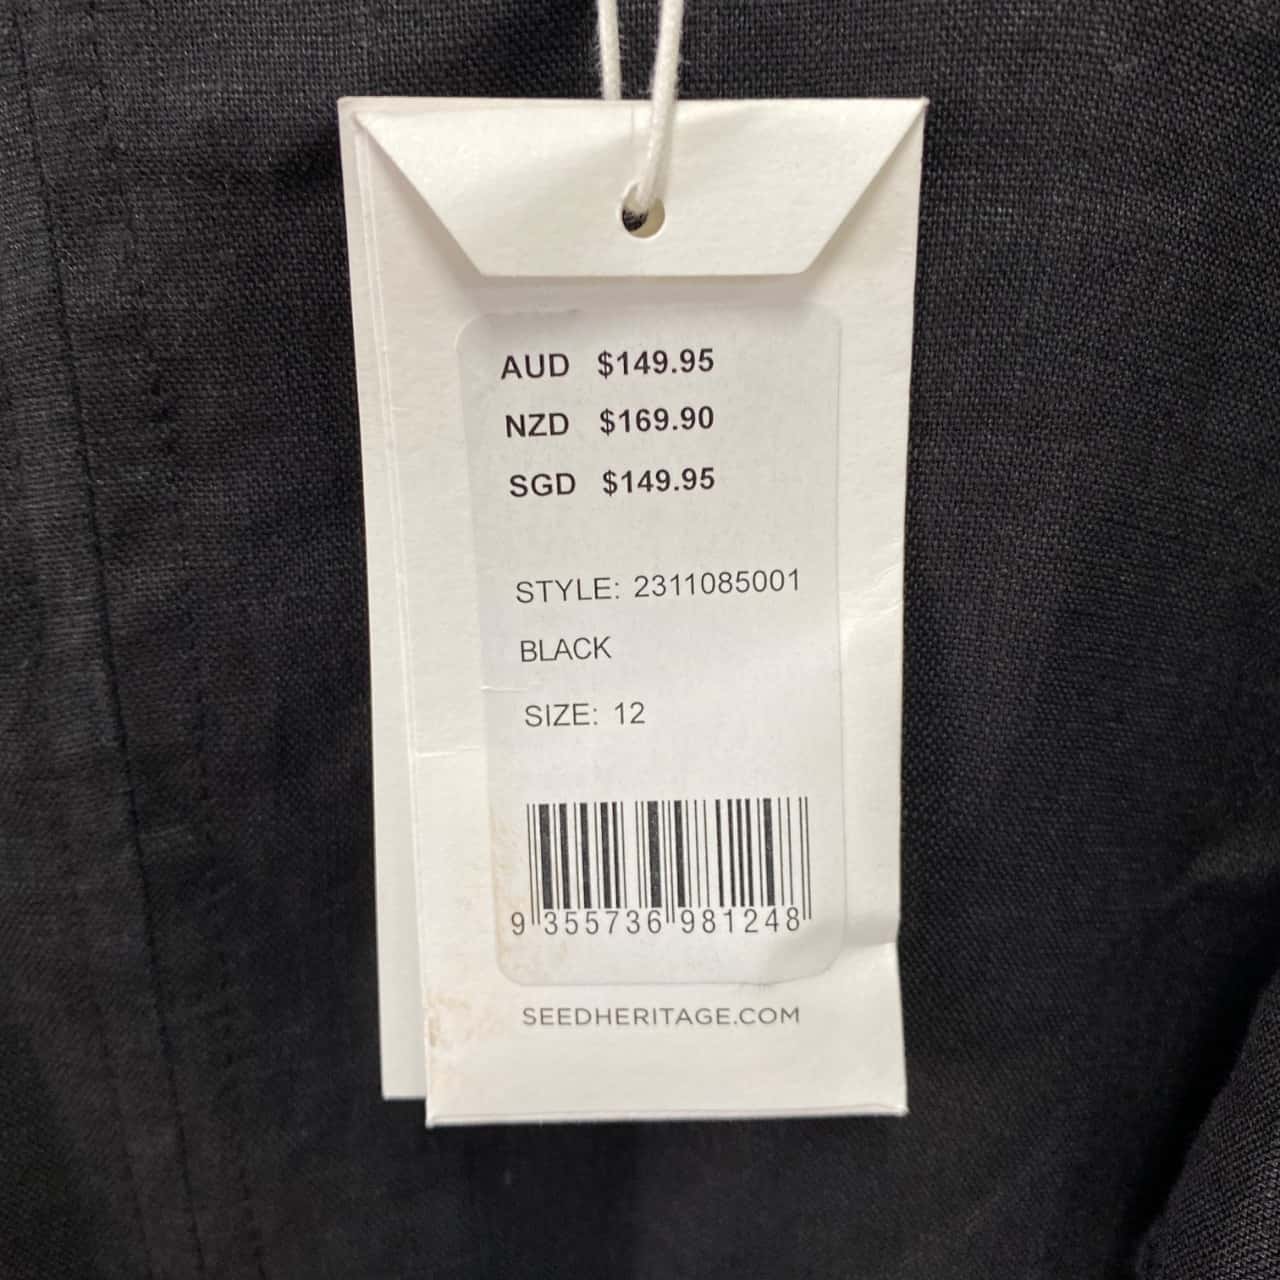 AUD $149.95
NZD $169.90
SGD $149.95
STYLE: 2311085001
BLACK
SIZE: 12
9 355736 981248
SEEDHERITAGE.COM